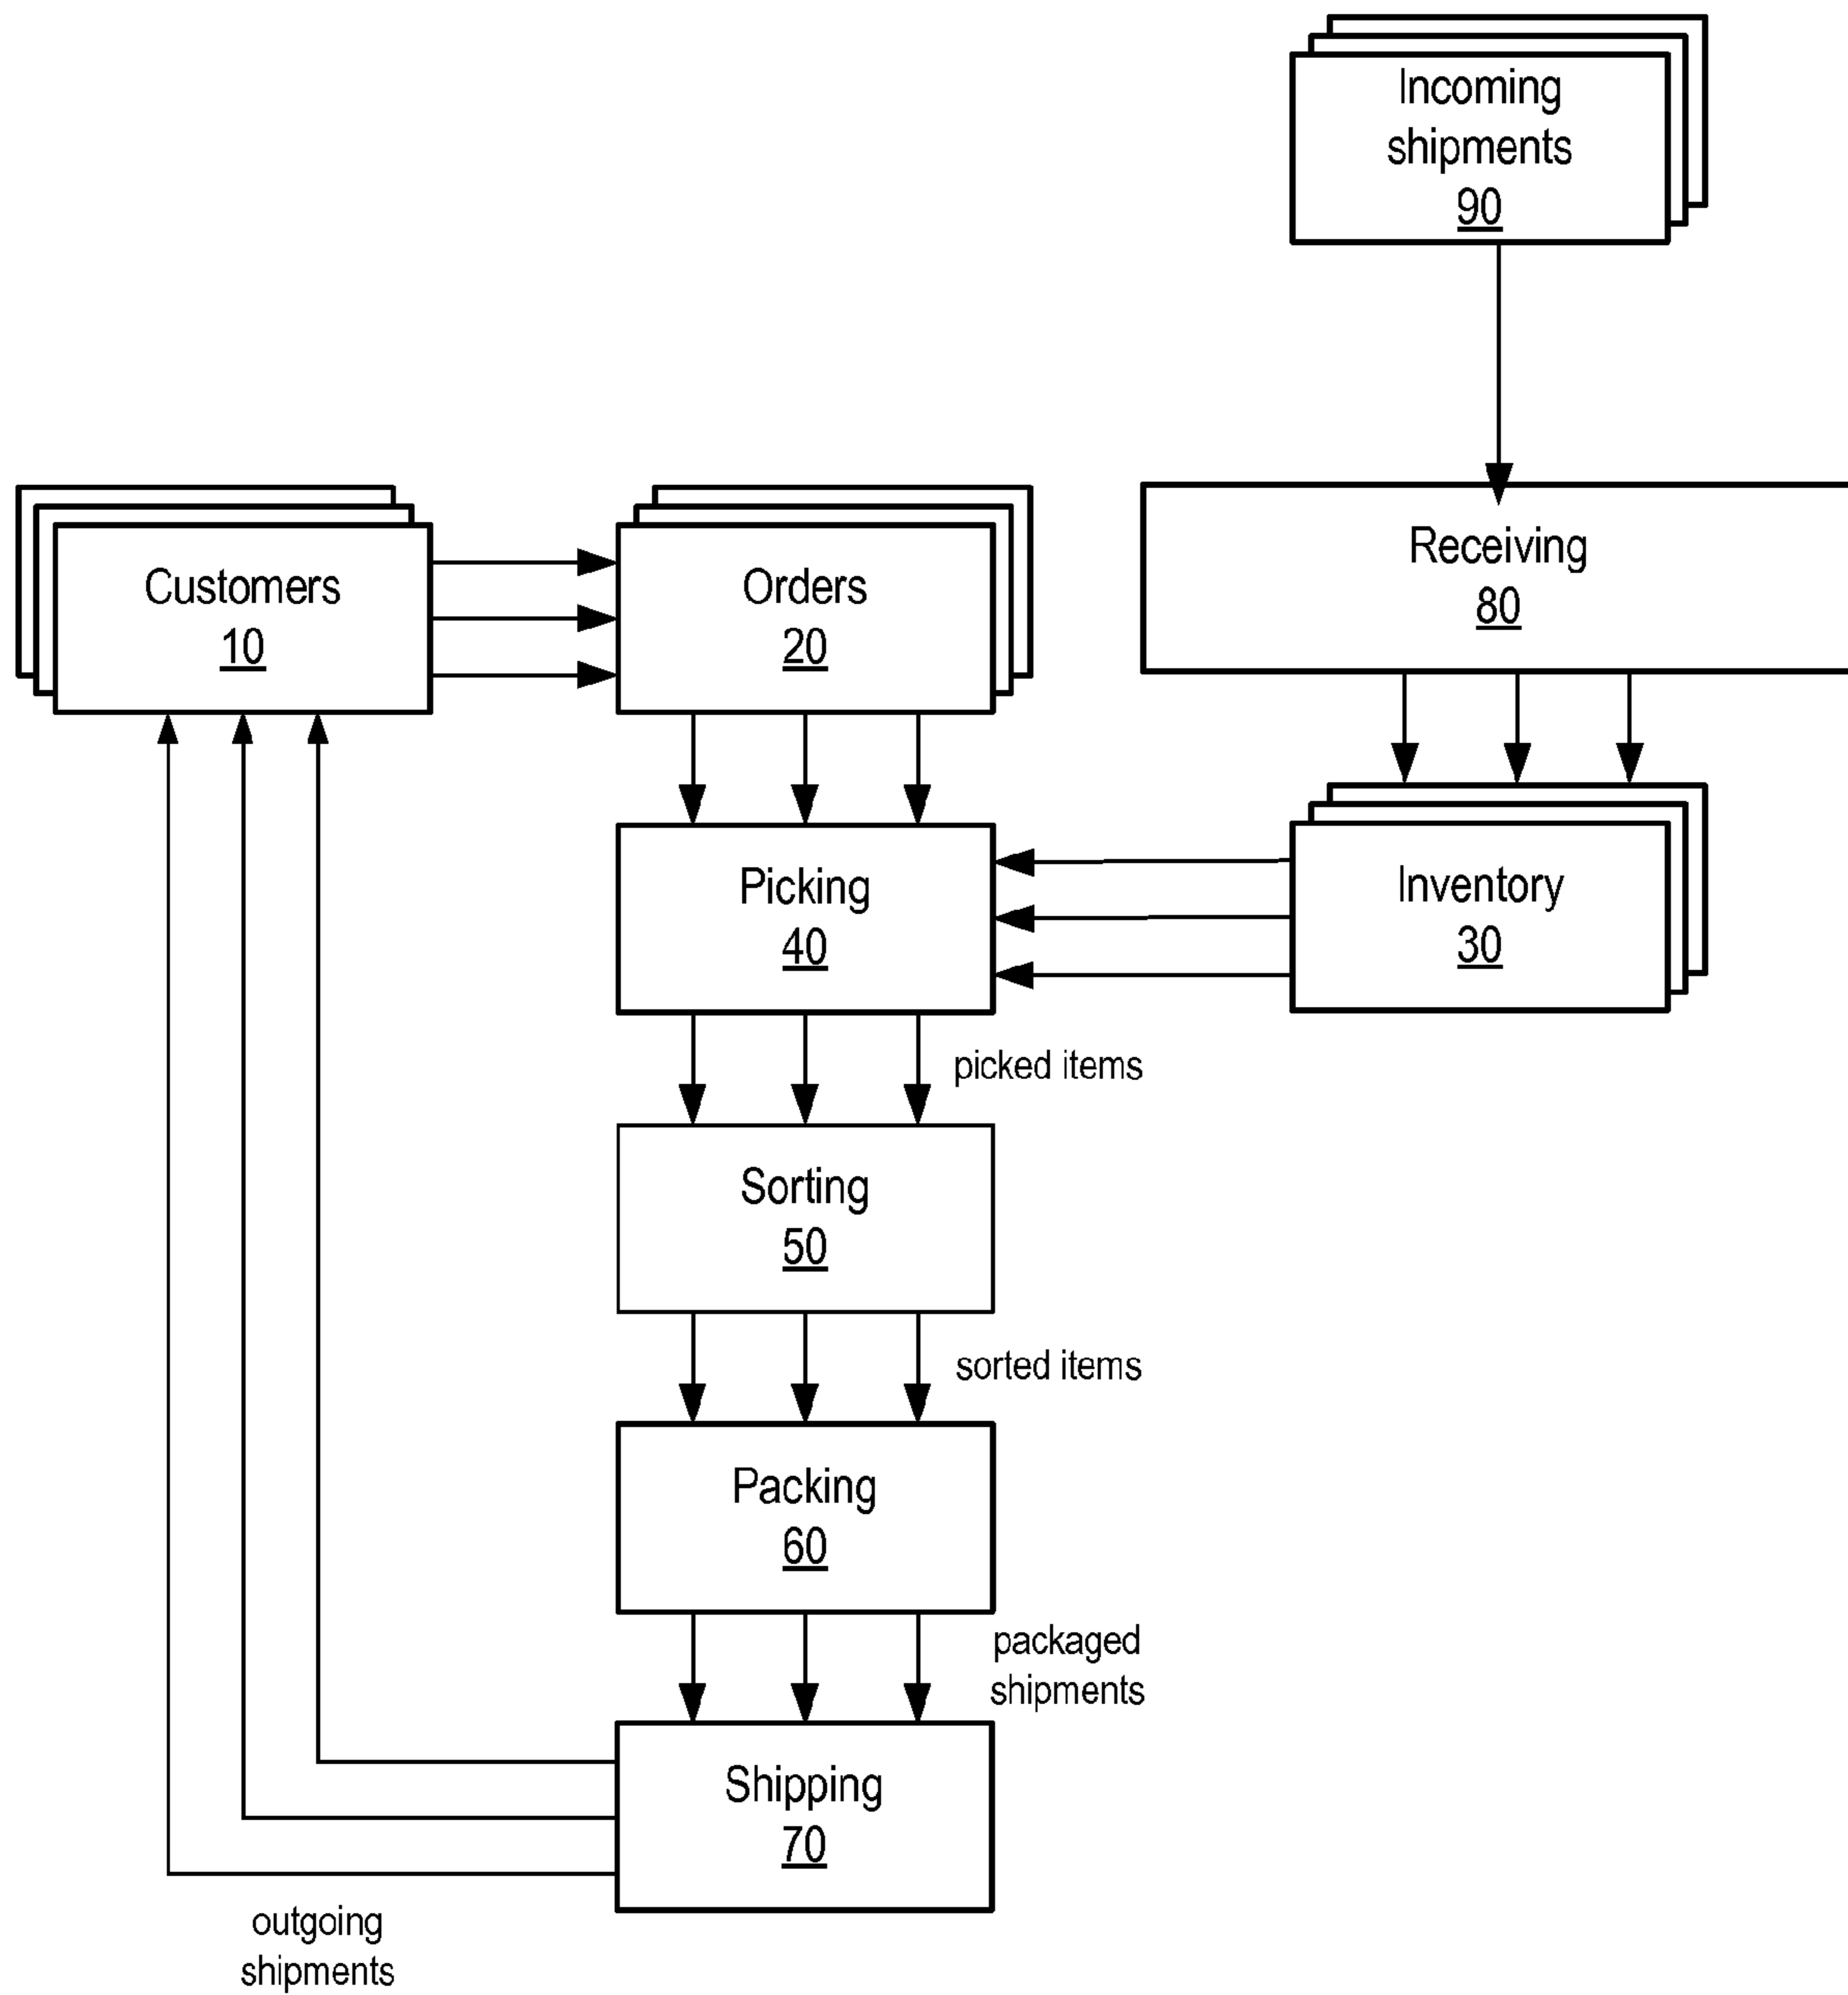 Incoming
shipments
90
Customers
10
Orders
20
Receiving
80
Picking
40
Inventory
30
picked items
Sorting
50
sorted items
Packing
60
packaged
shipments
Shipping
70
outgoing
shipments